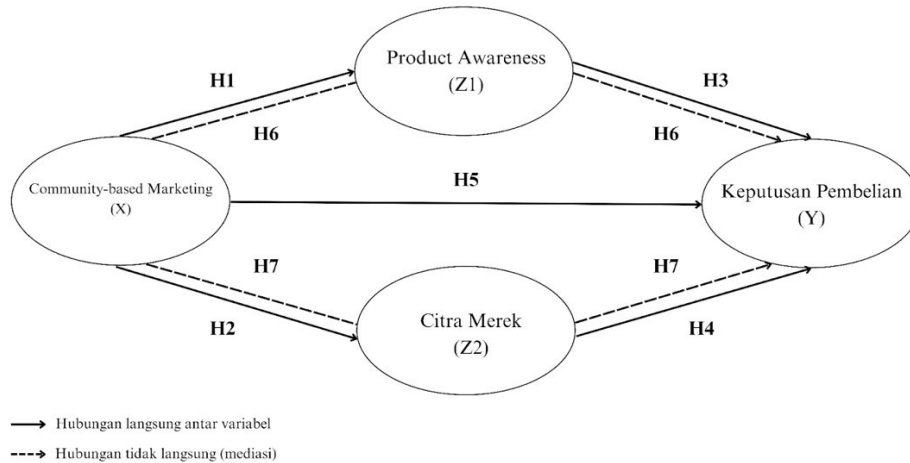 Product Awareness
(Z1)
H1
H3
H6
H6
Community-based Marketing
(X)
H5
Keputusan Pembelian
(Y)
H7
H7
H2
H4
Citra Merek
(Z2)
Hubungan langsung antar variabel
Hubungan tidak langsung (mediasi)